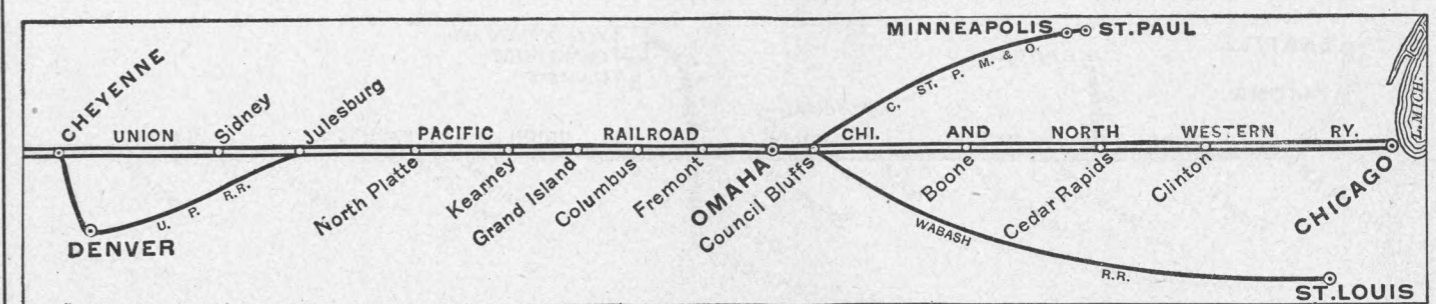 MINNEAPOLIS ST. PAUL
C. ST. P. M. & O.
CHEYENNE
Sidney
Julesburg
UNION PACIFIC RAILROAD
CHI. AND NORTH WESTERN RY.
L. MICH.
North Platte
Kearney
Grand Island
Columbus
Fremont
OMAHA
Council Bluffs
Boone
Cedar Rapids
Clinton
CHICAGO
U. P. R.R.
DENVER
WABASH R.R.
ST. LOUIS